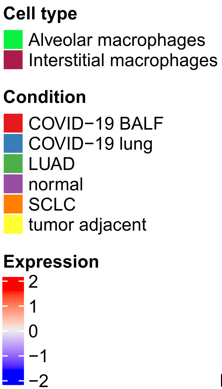 Cell type
Alveolar macrophages
Interstitial macrophages
Condition
COVID−19 BALF
COVID−19 lung
LUAD
normal
SCLC
tumor adjacent
Expression
2
1
0
−1
−2